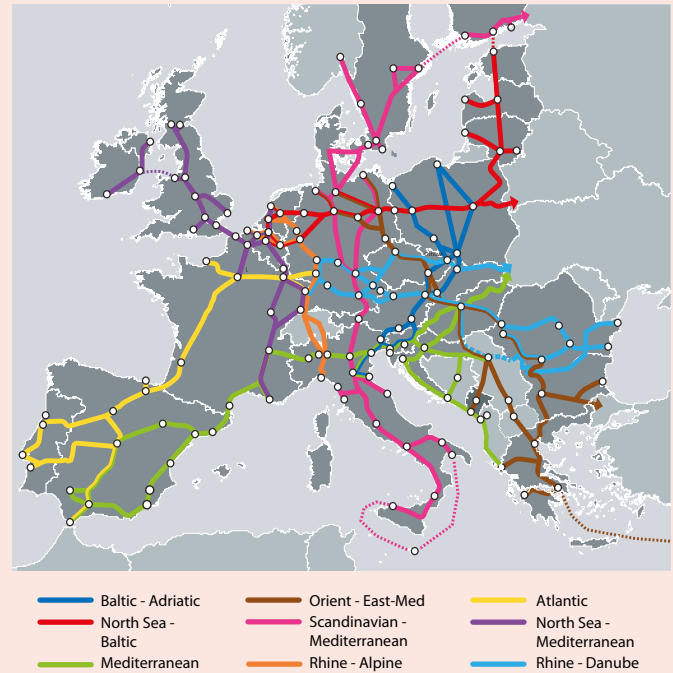 Baltic - Adriatic
North Sea -
Baltic
Mediterranean
Orient - East-Med
Scandinavian -
Mediterranean
Rhine - Alpine
Atlantic
North Sea -
Mediterranean
Rhine - Danube